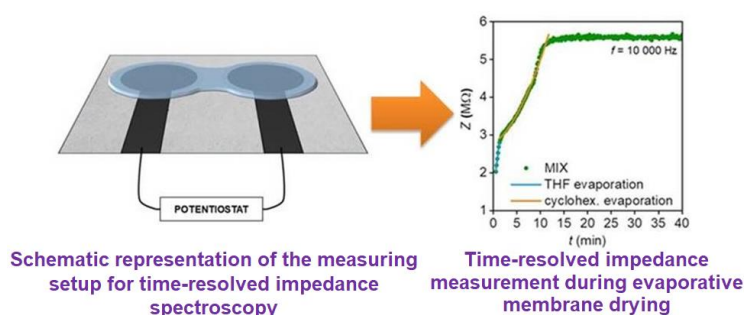 POTENTIOSTAT
Schematic representation of the measuring
setup for time-resolved impedance
spectroscopy
6
5
4
3
2
1
Z (MΩ)
f = 10 000 Hz
MIX
THF evaporation
cyclohex. evaporation
0 5 10 15 20 25 30 35 40
t (min)
Time-resolved impedance
measurement during evaporative
membrane drying